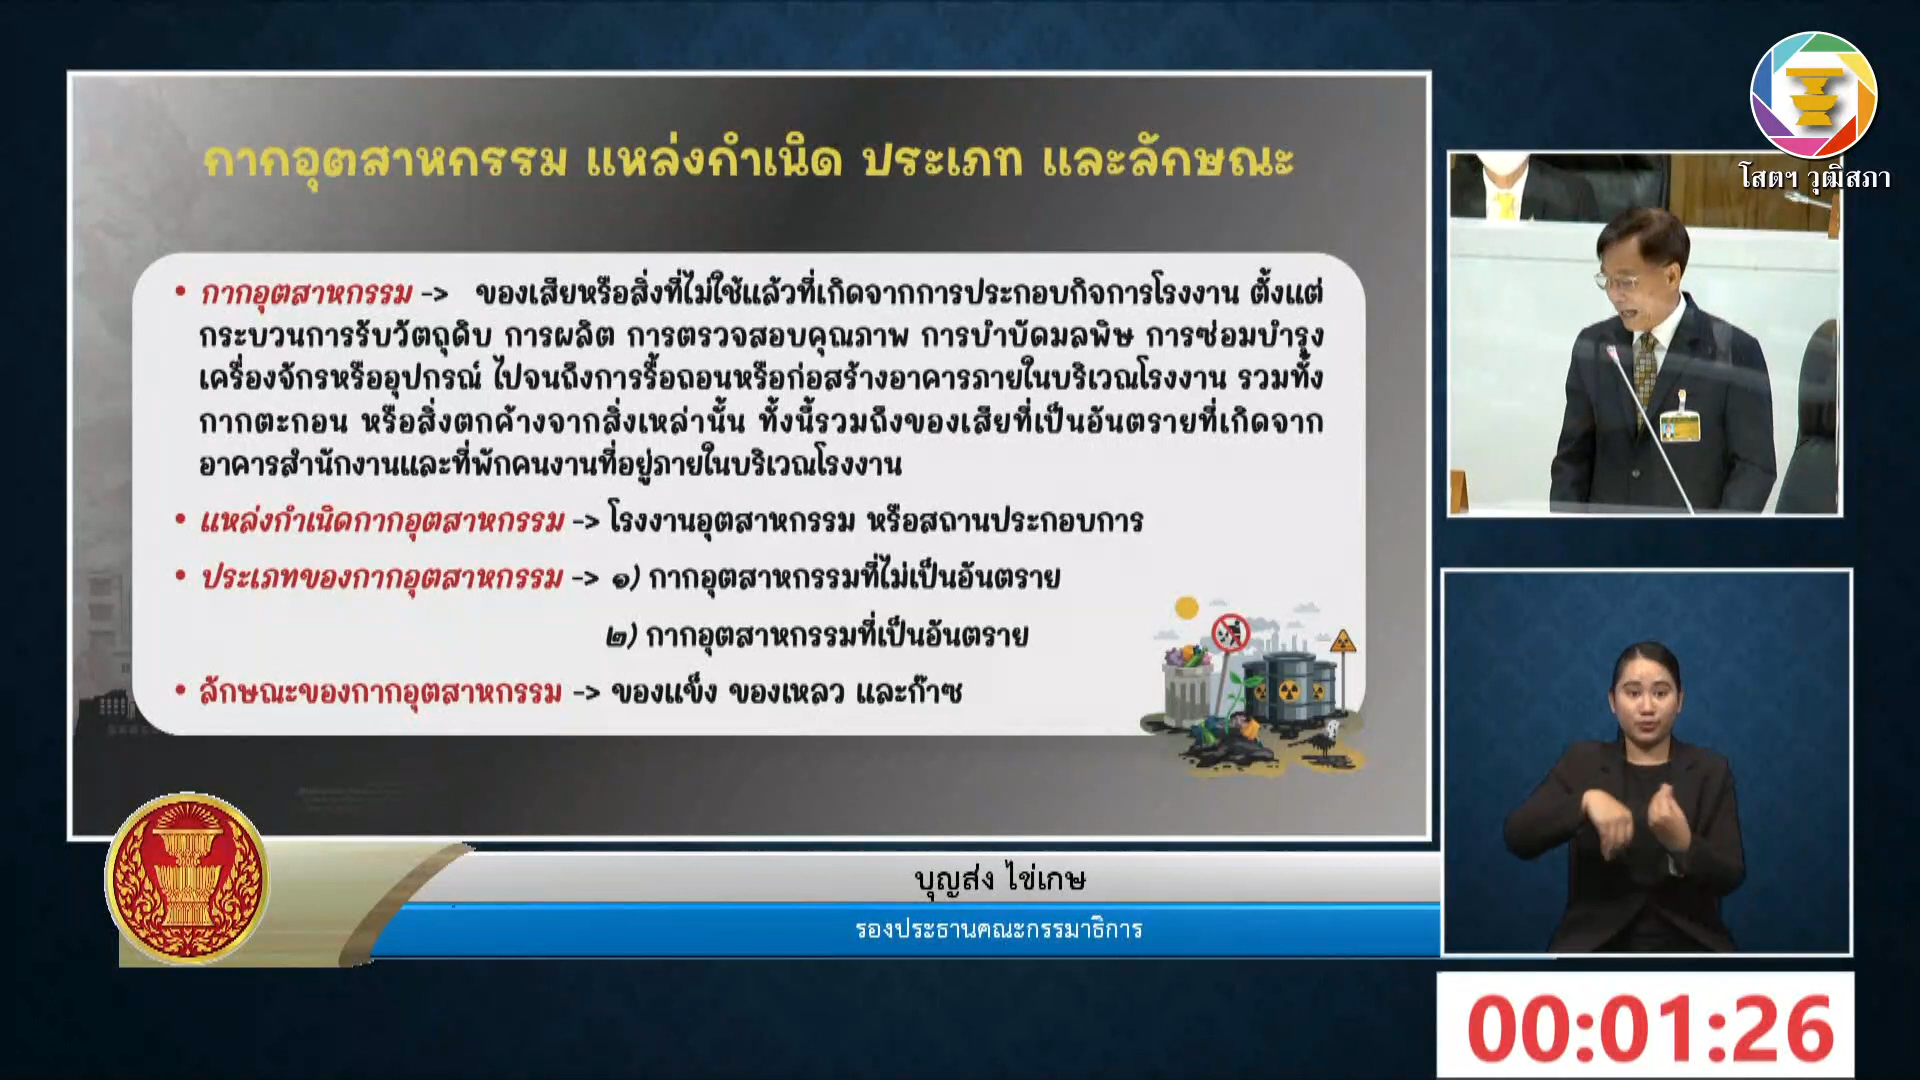 กากอุตสาหกรรม แหล่งกำเนิด ประเภท และลักษณะ
• กากอุตสาหกรรม -> ของเสียหรือสิ่งที่ไม่ใช้แล้วที่เกิดจากการประกอบกิจการโรงงาน ตั้งแต่
กระบวนการรับวัตถุดิบ การผลิต การตรวจสอบคุณภาพ การบำบัดมลพิษ การซ่อมบำรุง
เครื่องจักรหรืออุปกรณ์ ไปจนถึงการรื้อถอนหรือก่อสร้างอาคารภายในบริเวณโรงงาน รวมทั้ง
กากตะกอน หรือสิ่งตกค้างจากสิ่งเหล่านั้น ทั้งนี้รวมถึงของเสียที่เป็นอันตรายที่เกิดจาก
อาคารสำนักงานและที่พักคนงานที่อยู่ภายในบริเวณโรงงาน
• แหล่งกำเนิดกากอุตสาหกรรม -> โรงงานอุตสาหกรรม หรือสถานประกอบการ
• ประเภทของกากอุตสาหกรรม -> ๑) กากอุตสาหกรรมที่ไม่เป็นอันตราย
๒) กากอุตสาหกรรมที่เป็นอันตราย
• ลักษณะของกากอุตสาหกรรม -> ของแข็ง ของเหลว และก๊าซ
โสตฯ วุฒิสภา
บุญส่ง ไข่เกษ
รองประธานคณะกรรมาธิการ
00:01:26